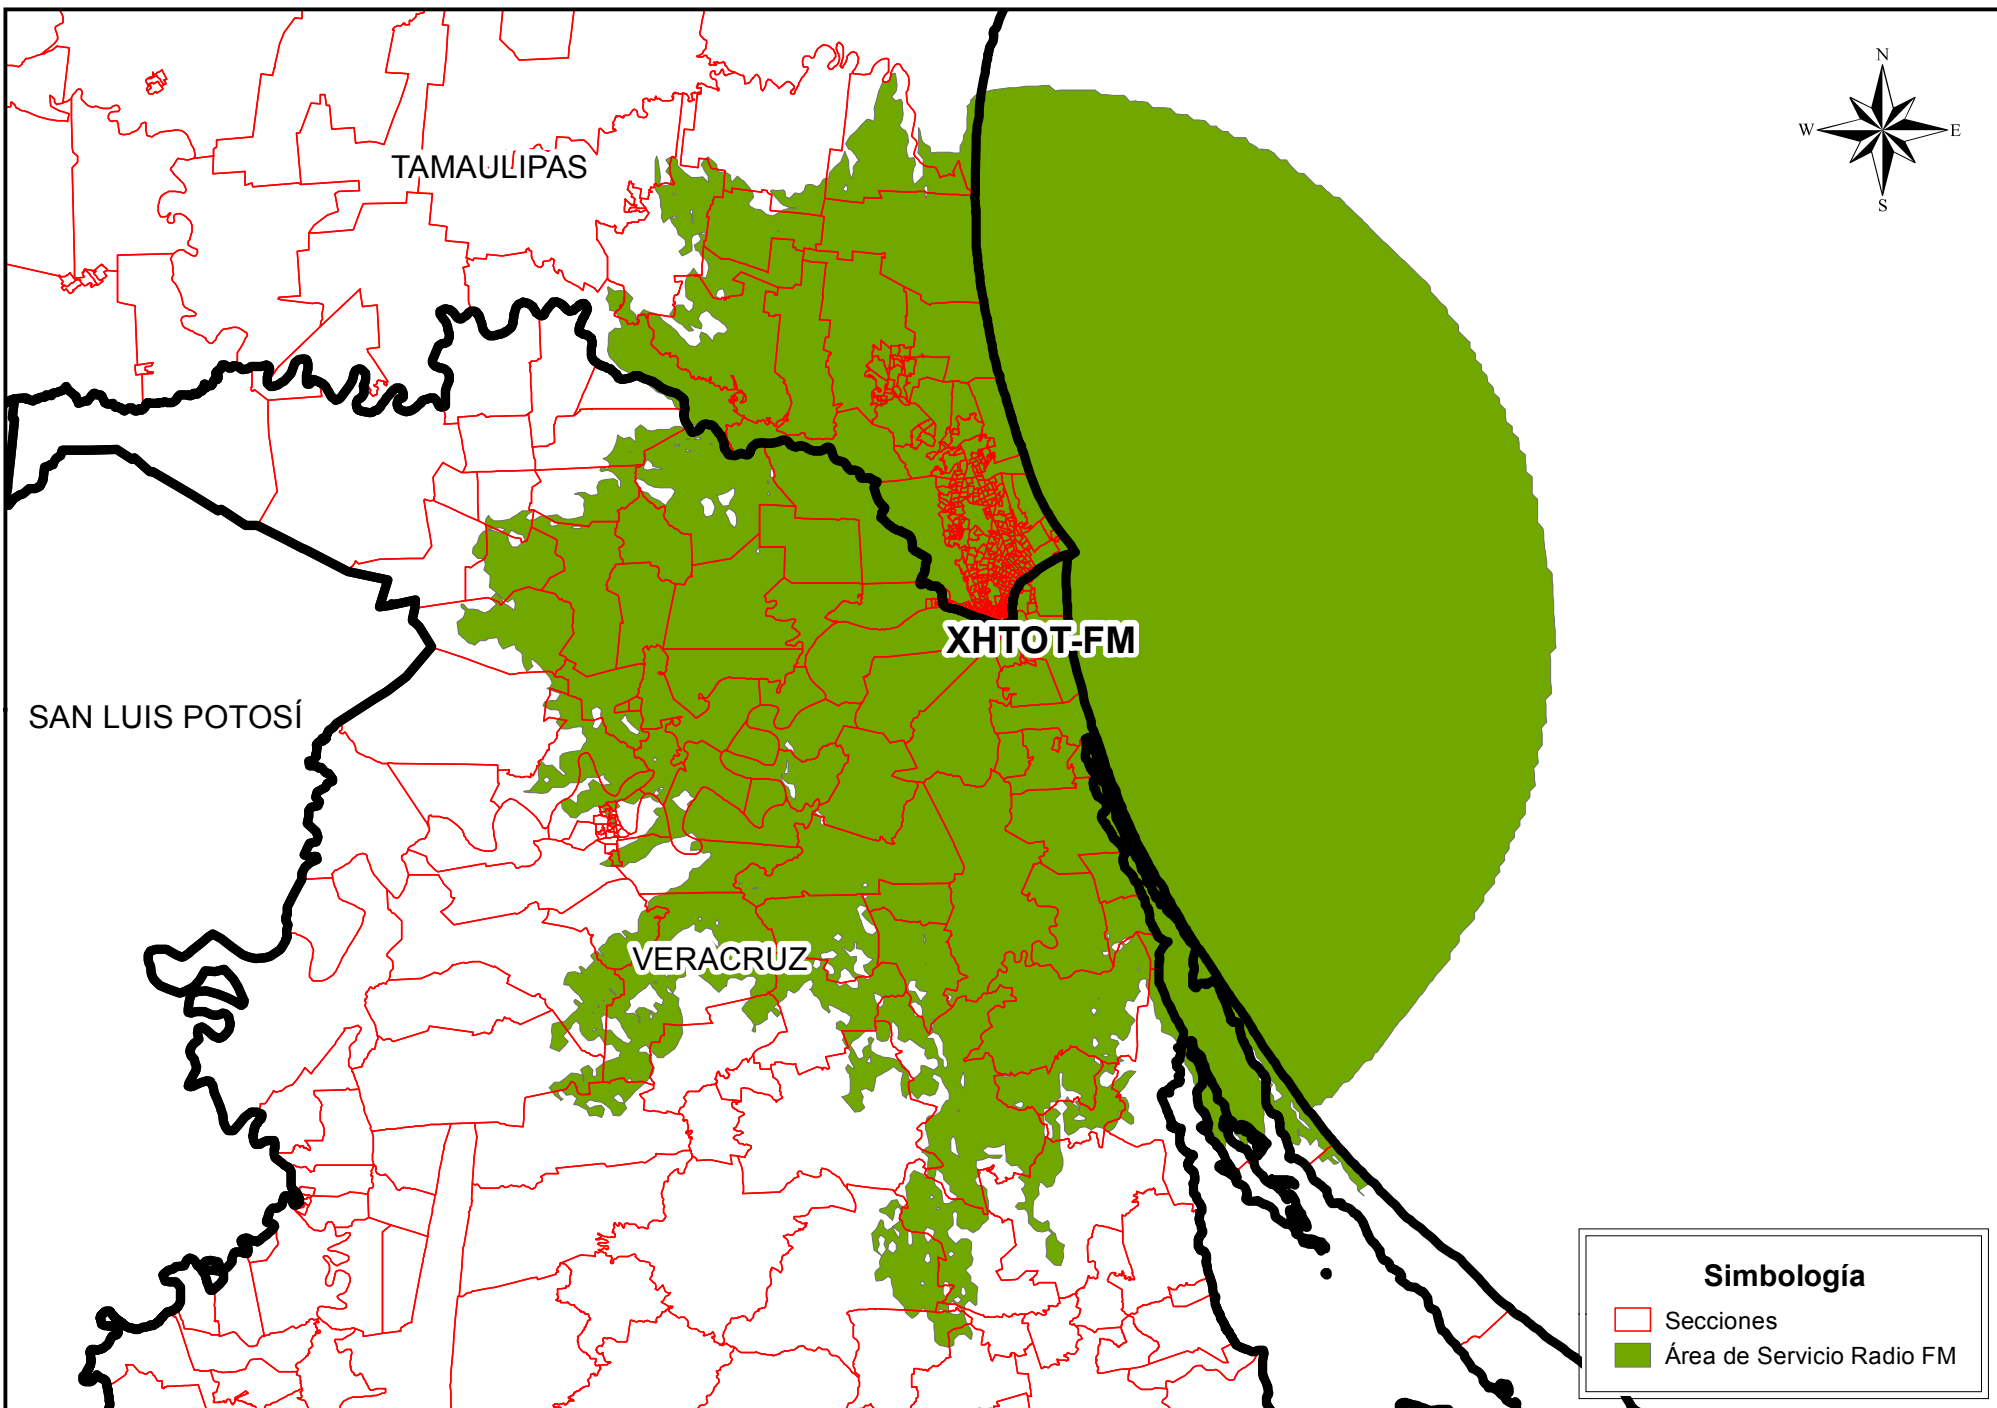 N
W E
S
TAMAULIPAS
XHTOT-FM
SAN LUIS POTOSÍ
VERACRUZ
Simbología
Secciones
Área de Servicio Radio FM